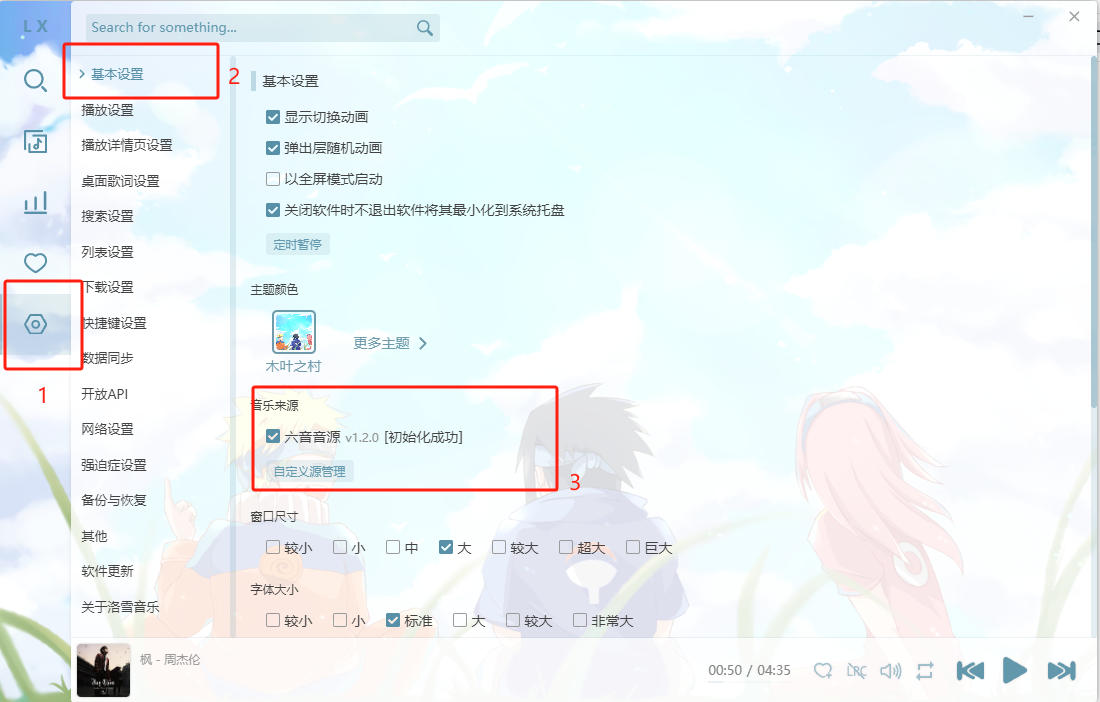 L X
Search for something...
基本设置
2
播放设置
播放详情页设置
桌面歌词设置
搜索设置
列表设置
下载设置
快捷键设置
数据同步
开放API
网络设置
强迫症设置
备份与恢复
其他
软件更新
关于洛雪音乐
1
基本设置
显示切换动画
弹出层随机动画
以全屏模式启动
关闭软件时不退出软件将其最小化到系统托盘
定时暂停
主题颜色
木叶之村
更多主题
音乐来源
六音音源 v1.2.0 [初始化成功]
自定义源管理
3
窗口尺寸
较小 小 中 大 较大 超大 巨大
字体大小
较小 小 标准 大 较大 非常大
枫 - 周杰伦
00:50 / 04:35
LRC